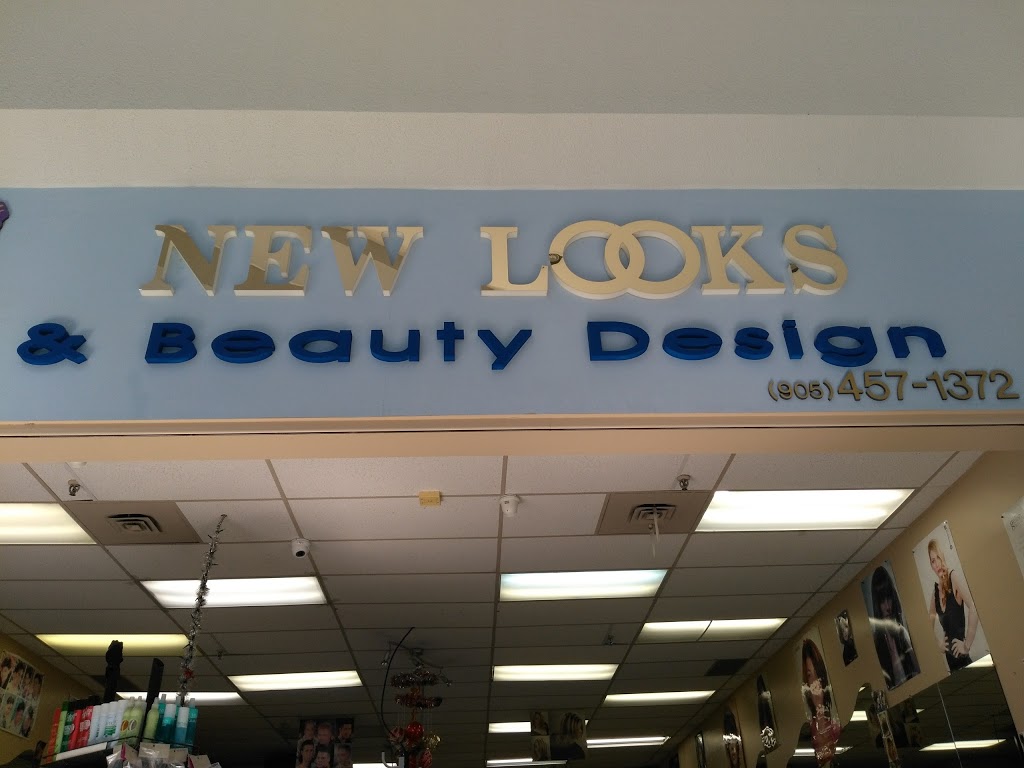 NEW LOOKS
& Beauty Design
(905) 457-1372